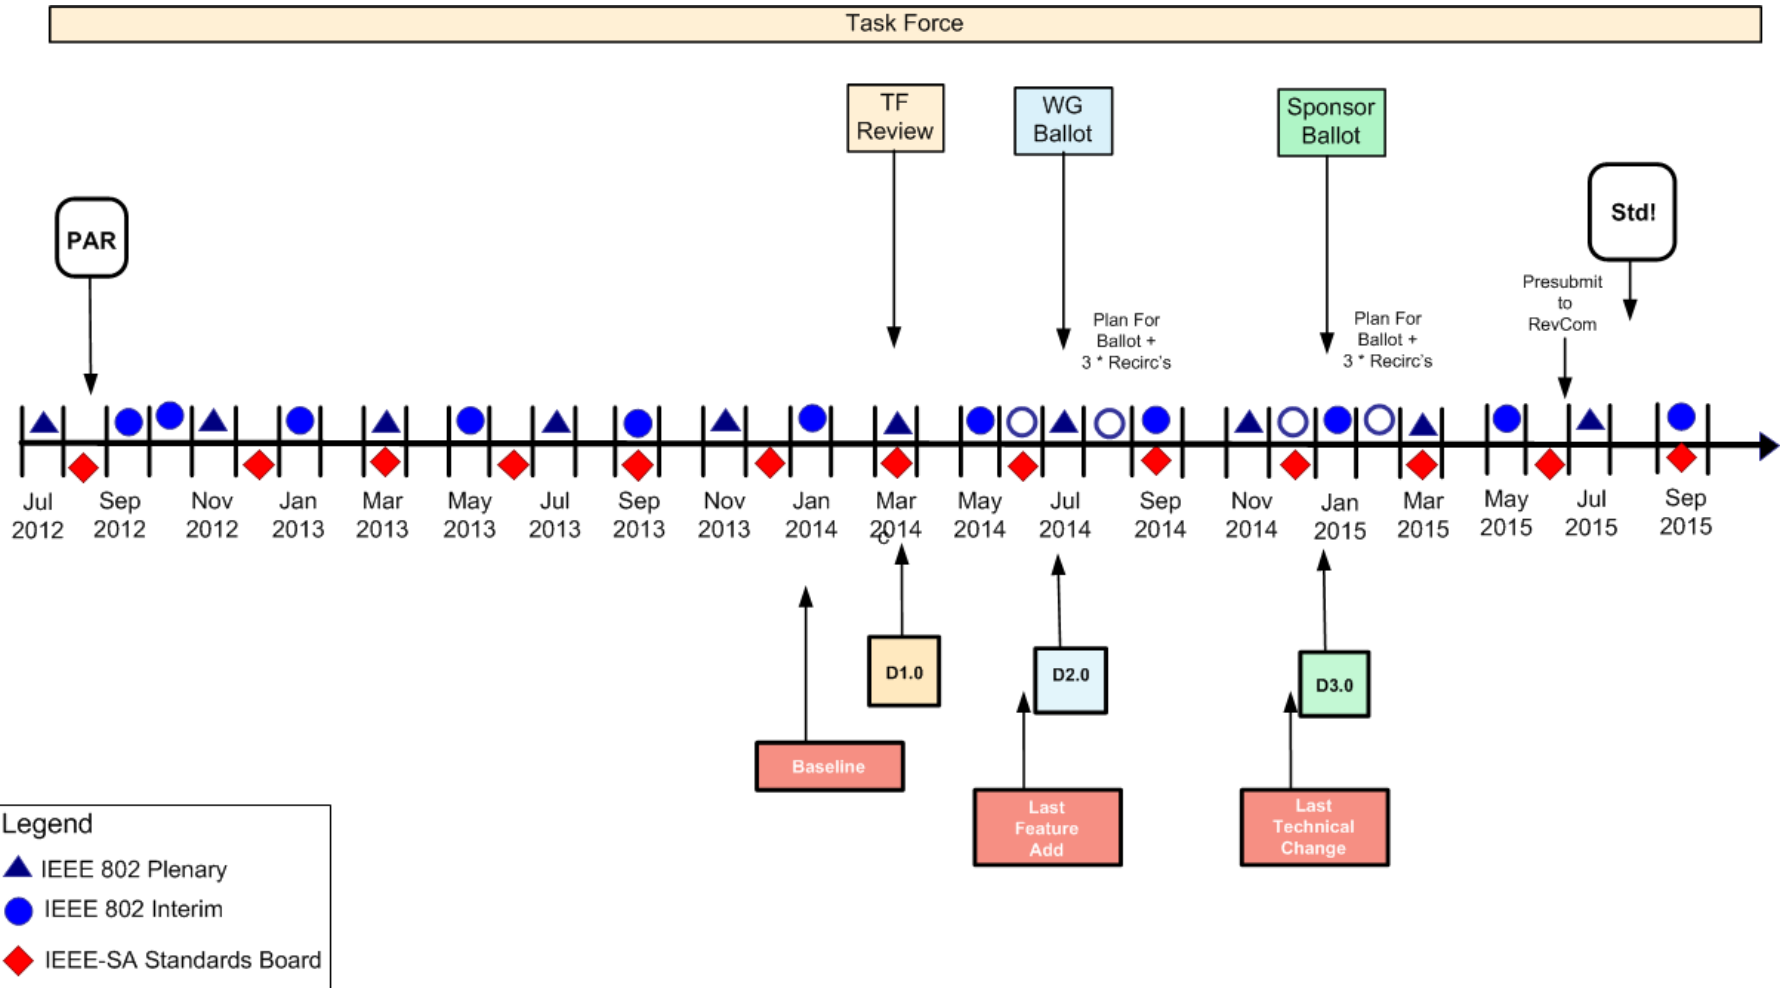 Task Force
TF
Review
WG
Ballot
Sponsor
Ballot
PAR
Std!
Presubmit
to
RevCom
Plan For
Ballot +
3 * Recirc's
Plan For
Ballot +
3 * Recirc's
Jul
2012
Sep
2012
Nov
2012
Jan
2013
Mar
2013
May
2013
Jul
2013
Sep
2013
Nov
2013
Jan
2014
Mar
2014
c
May
2014
Jul
2014
Sep
2014
Nov
2014
Jan
2015
Mar
2015
May
2015
Jul
2015
Sep
2015
D1.0
D2.0
D3.0
Baseline
Last
Feature
Add
Last
Technical
Change
Legend
IEEE 802 Plenary
IEEE 802 Interim
IEEE-SA Standards Board